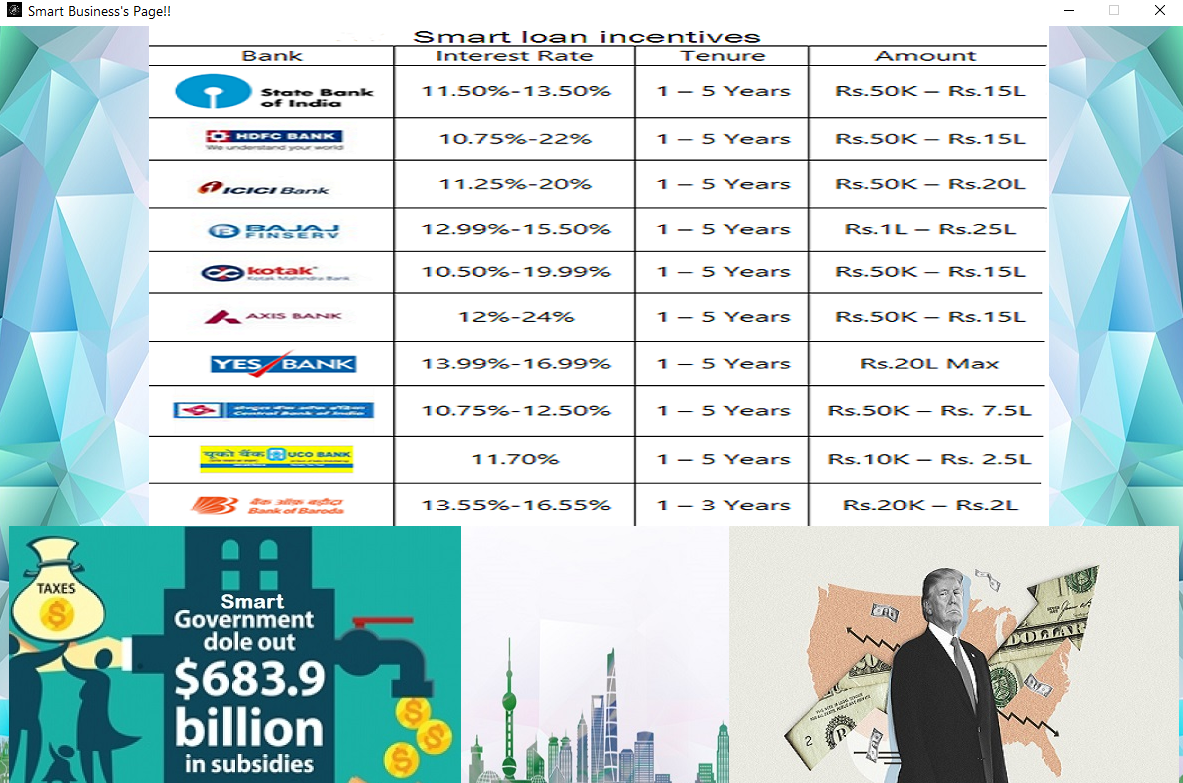 Smart Business's Page!!
Smart loan incentives
Bank Interest Rate Tenure Amount
State Bank of India 11.50%-13.50% 1 – 5 Years Rs.50K – Rs.15L
HDFC BANK We understand your world 10.75%-22% 1 – 5 Years Rs.50K – Rs.15L
ICICI Bank 11.25%-20% 1 – 5 Years Rs.50K – Rs.20L
BAJAJ FINSERV 12.99%-15.50% 1 – 5 Years Rs.1L – Rs.25L
kotak Kotak Mahindra Bank 10.50%-19.99% 1 – 5 Years Rs.50K – Rs.15L
AXIS BANK 12%-24% 1 – 5 Years Rs.50K – Rs.15L
YES BANK 13.99%-16.99% 1 – 5 Years Rs.20L Max
सेन्ट्रल बैंक ऑफ इंडिया Central Bank of India 10.75%-12.50% 1 – 5 Years Rs.50K – Rs. 7.5L
यूको बैंक UCO BANK 11.70% 1 – 5 Years Rs.10K – Rs. 2.5L
बैंक ऑफ़ बड़ौदा Bank of Baroda 13.55%-16.55% 1 – 3 Years Rs.20K – Rs.2L
TAXES
Smart
Government
dole out
$683.9
billion
in subsidies
DOLLAR